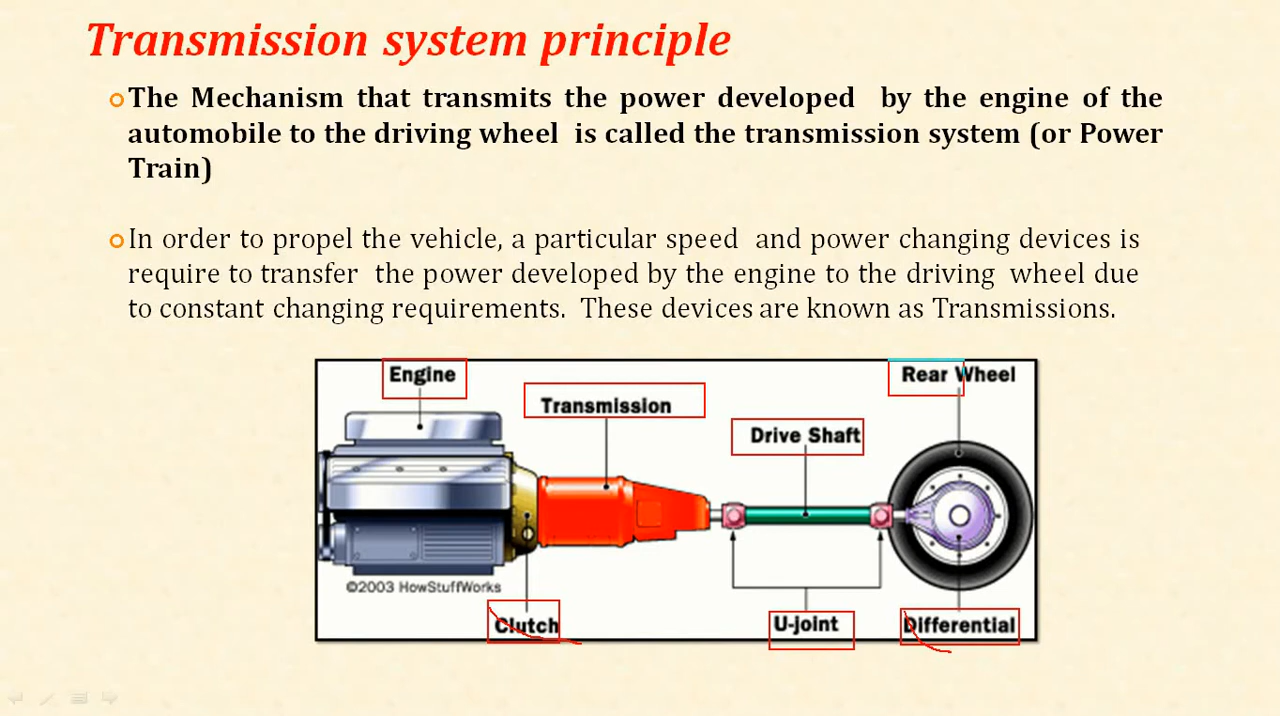 Transmission system principle
The Mechanism that transmits the power developed by the engine of the
automobile to the driving wheel is called the transmission system (or Power
Train)
In order to propel the vehicle, a particular speed and power changing devices is
require to transfer the power developed by the engine to the driving wheel due
to constant changing requirements. These devices are known as Transmissions.
Engine
Rear Wheel
Transmission
Drive Shaft
©2003 HowStuffWorks
Clutch
U-joint
Differential